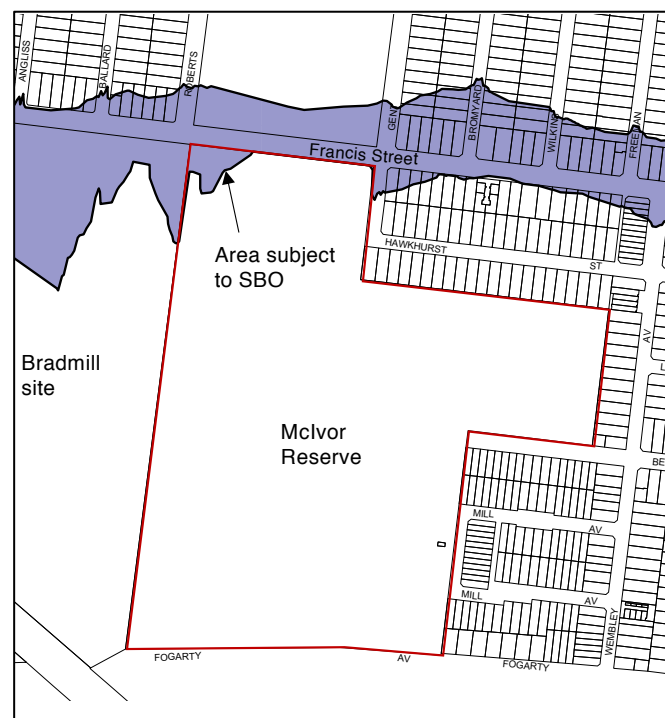 ANGLISS
BALLARD
ROBERTS
GENT
BROMYARD
WILKINS
FREEMAN
Francis Street
Area subject
to SBO
HAWKHURST
ST
AV
L
Bradmill
site
McIvor
Reserve
BE
MILL
AV
MILL
AV
WEMBLEY
FOGARTY
AV
FOGARTY